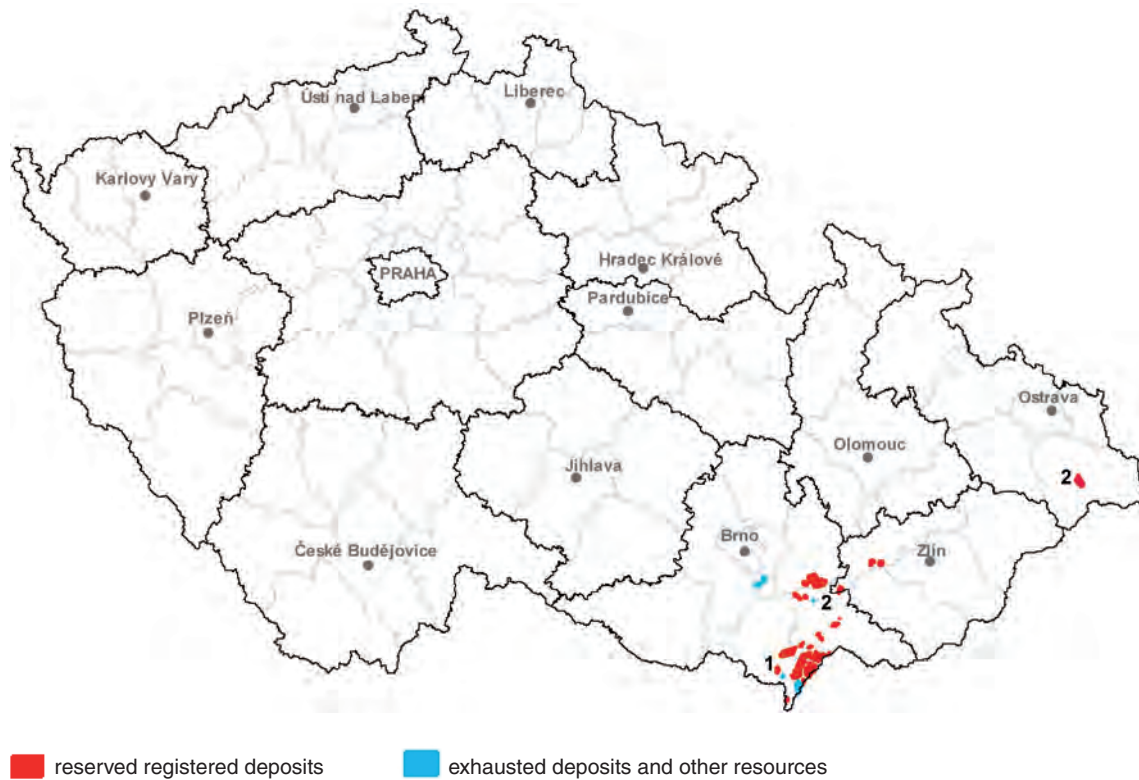 Ústí nad Labem
Liberec
Karlovy Vary
Hradec Králové
PRAHA
Pardubice
Plzeň
Ostrava
Olomouc
Jihlava
2
Brno
Zlín
České Budějovice
2
1
reserved registered deposits
exhausted deposits and other resources